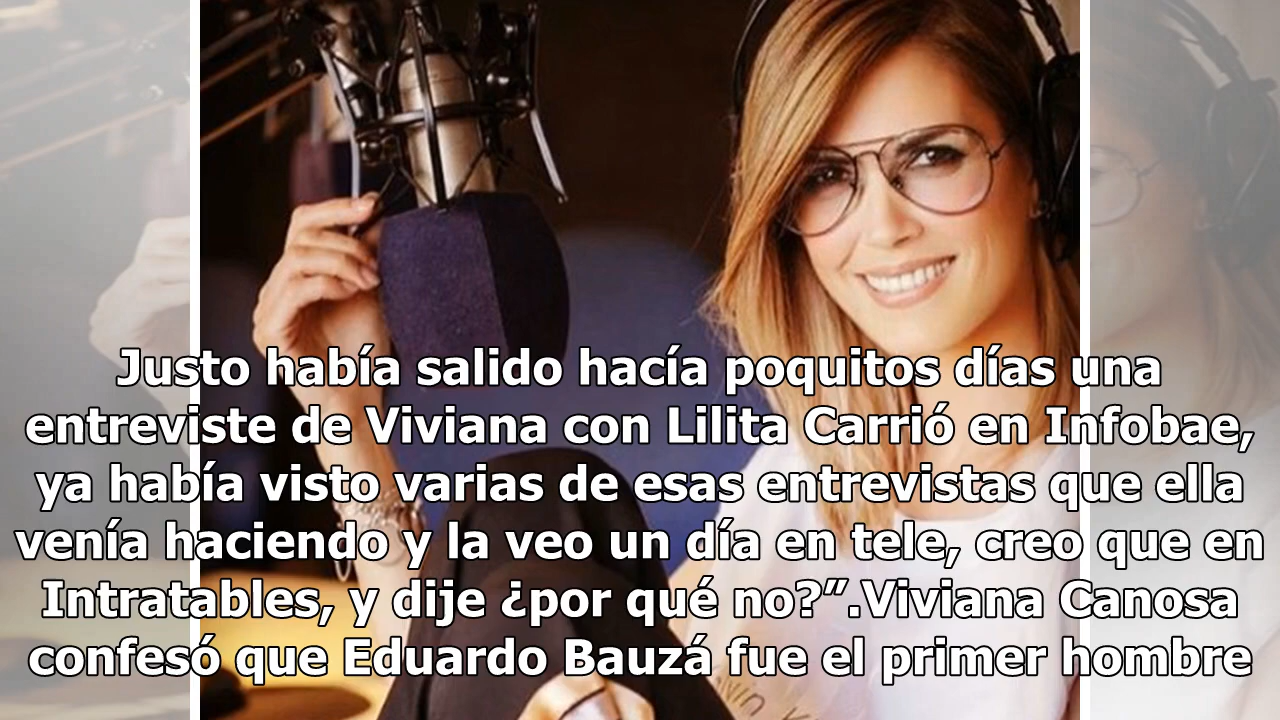 Justo había salido hacía poquitos días una
entreviste de Viviana con Lilita Carrió en Infobae,
ya había visto varias de esas entrevistas que ella
venía haciendo y la veo un día en tele, creo que en
Intratables, y dije ¿por qué no?”.Viviana Canosa
confesó que Eduardo Bauzá fue el primer hombre